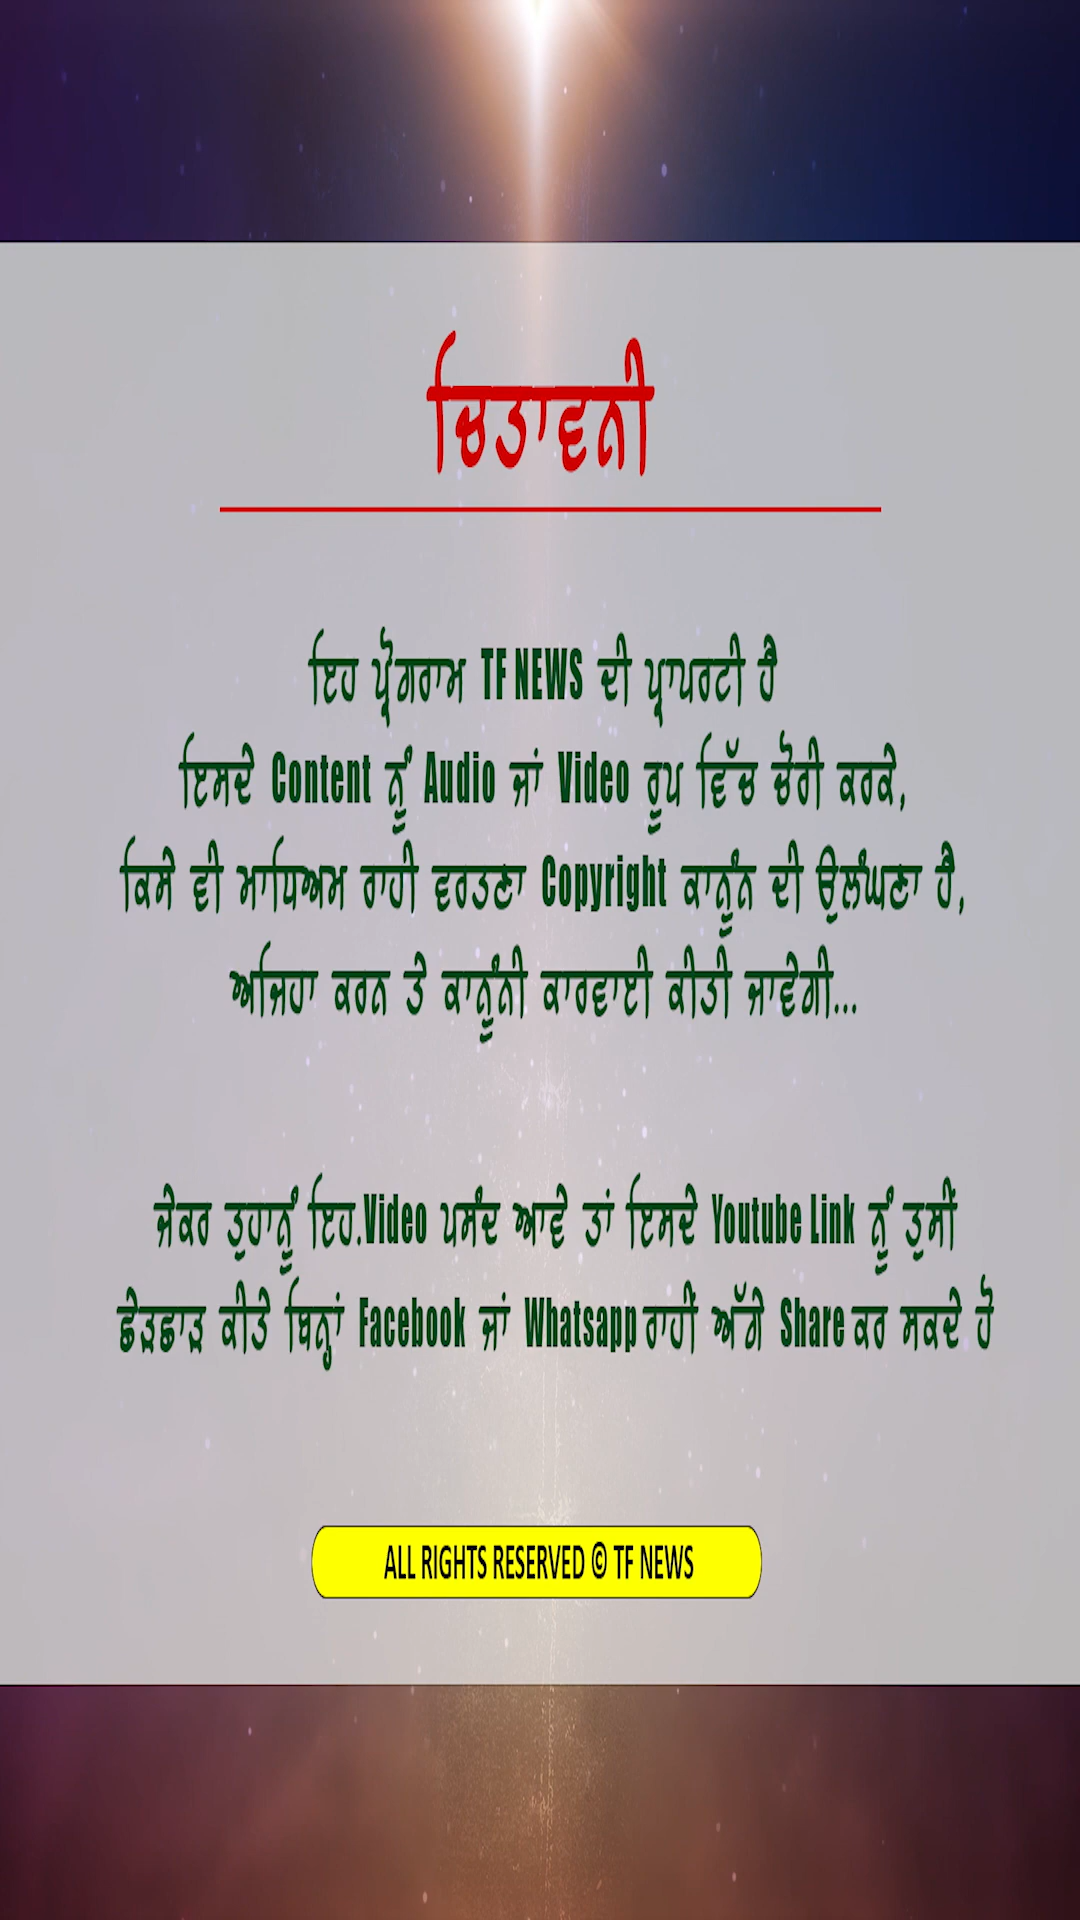 ਚਿਤਾਵਨੀ
ਇਹ ਪ੍ਰੋਗਰਾਮ TF NEWS ਦੀ ਪ੍ਰਾਪਰਟੀ ਹੈ
ਇਸਦੇ Content ਨੂੰ Audio ਜਾਂ Video ਰੂਪ ਵਿੱਚ ਚੋਰੀ ਕਰਕੇ,
ਕਿਸੇ ਵੀ ਮਾਧਿਅਮ ਰਾਹੀ ਵਰਤਣਾ Copyright ਕਾਨੂੰਨ ਦੀ ਉਲੰਘਣਾ ਹੈ,
ਅਜਿਹਾ ਕਰਨ ਤੇ ਕਾਨੂੰਨੀ ਕਾਰਵਾਈ ਕੀਤੀ ਜਾਵੇਗੀ...
ਜੇਕਰ ਤੁਹਾਨੂੰ ਇਹ.Video ਪਸੰਦ ਆਵੇ ਤਾਂ ਇਸਦੇ Youtube Link ਨੂੰ ਤੁਸੀਂ
ਛੇੜਛਾੜ ਕੀਤੇ ਬਿਨ੍ਹਾਂ Facebook ਜਾਂ Whatsapp ਰਾਹੀਂ ਅੱਗੇ Share ਕਰ ਸਕਦੇ ਹੋ
ALL RIGHTS RESERVED © TF NEWS